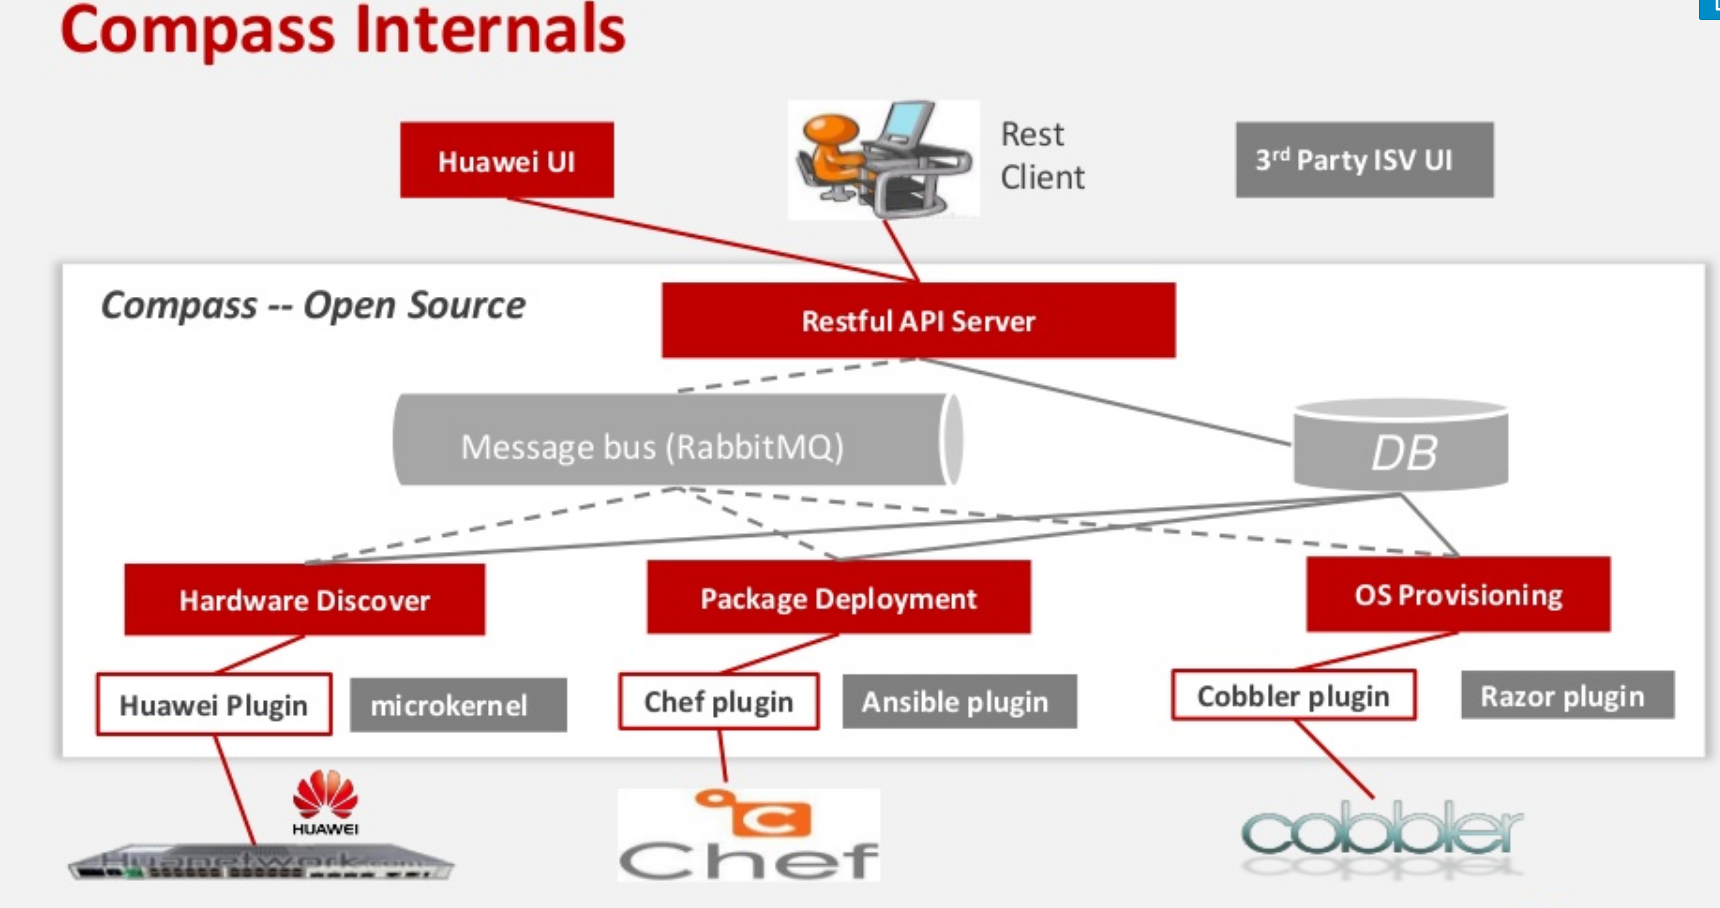 Compass Internals
Huawei UI
Rest
Client
3rd Party ISV UI
Compass -- Open Source
Restful API Server
Message bus (RabbitMQ)
DB
Hardware Discover
Package Deployment
OS Provisioning
Huawei Plugin
microkernel
Chef plugin
Ansible plugin
Cobbler plugin
Razor plugin
HUAWEI
Huanetwork.com
C
Chef
cobbler